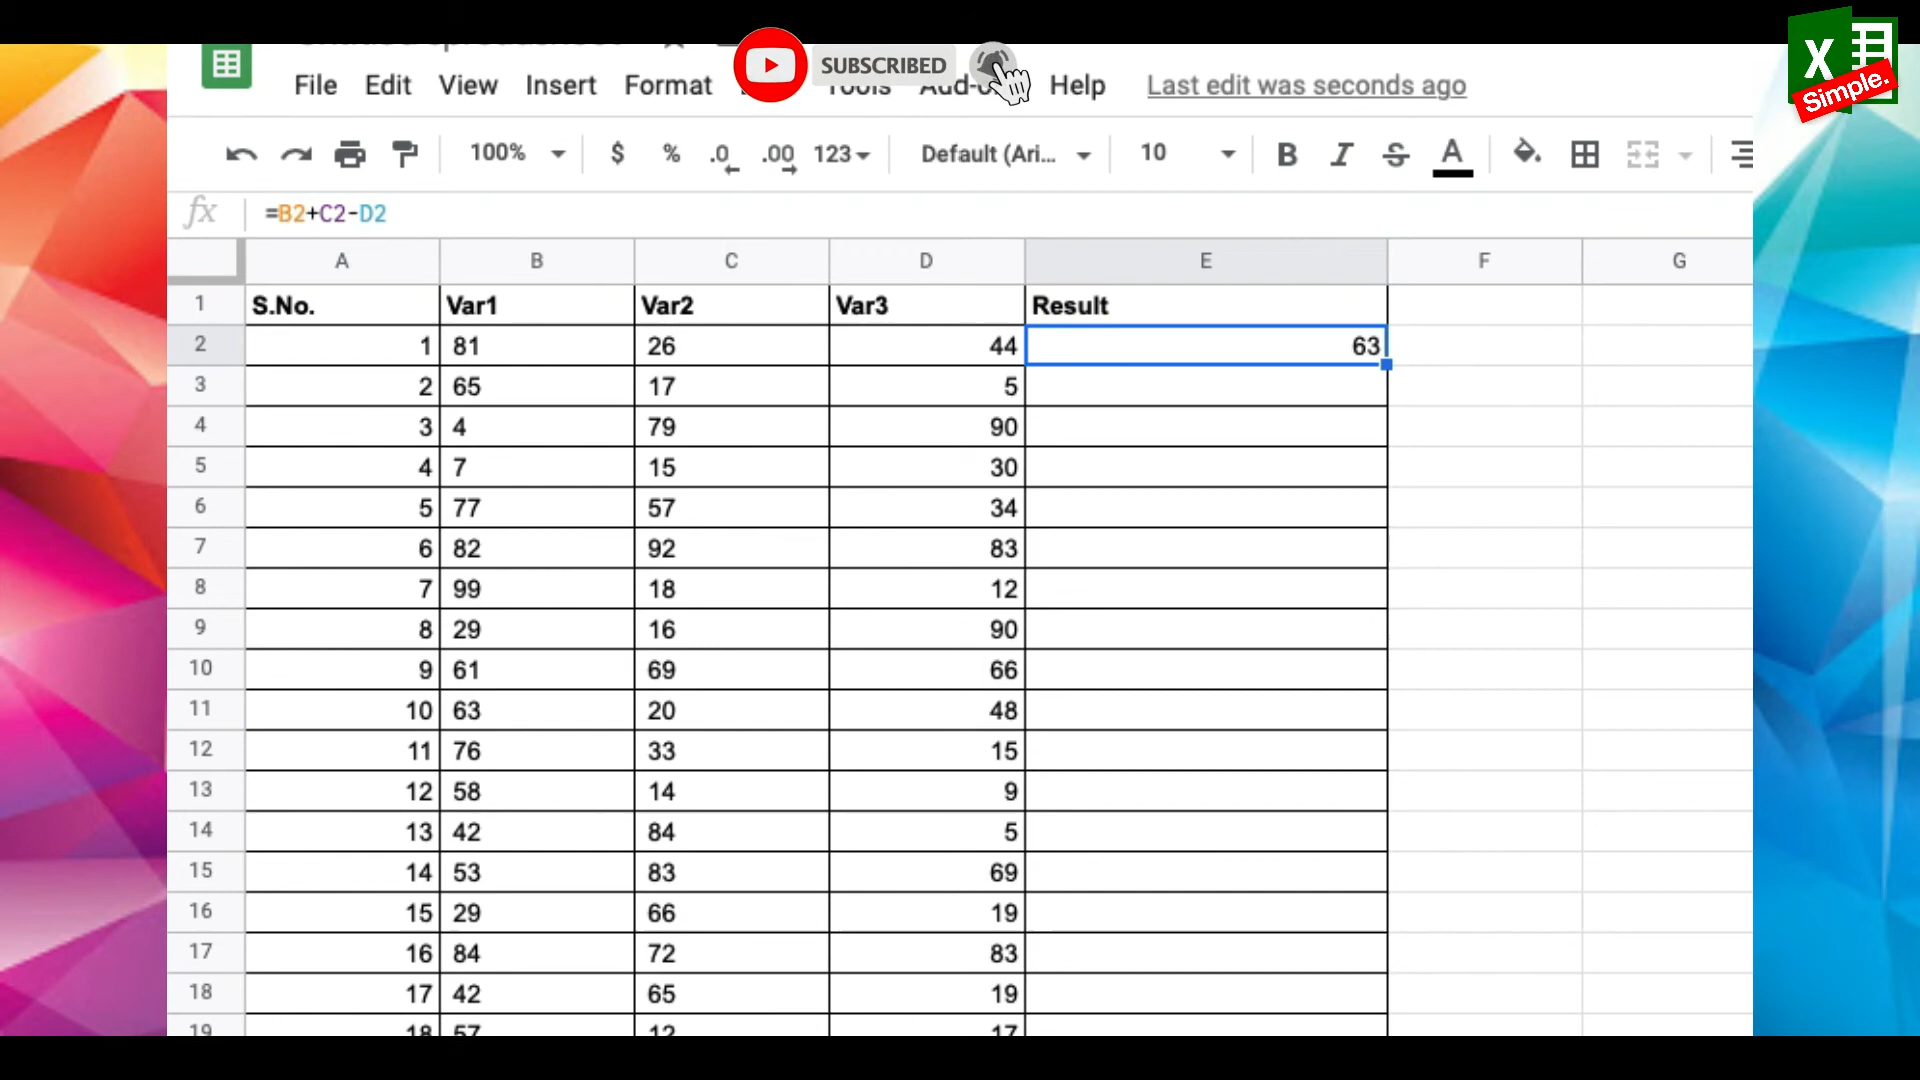 X
Simple.
SUBSCRIBED
File Edit View Insert Format Tools Help Last edit was seconds ago
100% $ % .0 .00 123 Default (Ari... 10 B I S A
fx =B2+C2-D2
A B C D E F G
1 S.No. Var1 Var2 Var3 Result
2 1 81 26 44 63
3 2 65 17 5
4 3 4 79 90
5 4 7 15 30
6 5 77 57 34
7 6 82 92 83
8 7 99 18 12
9 8 29 16 90
10 9 61 69 66
11 10 63 20 48
12 11 76 33 15
13 12 58 14 9
14 13 42 84 5
15 14 53 83 69
16 15 29 66 19
17 16 84 72 83
18 17 42 65 19
19 18 57 12 17